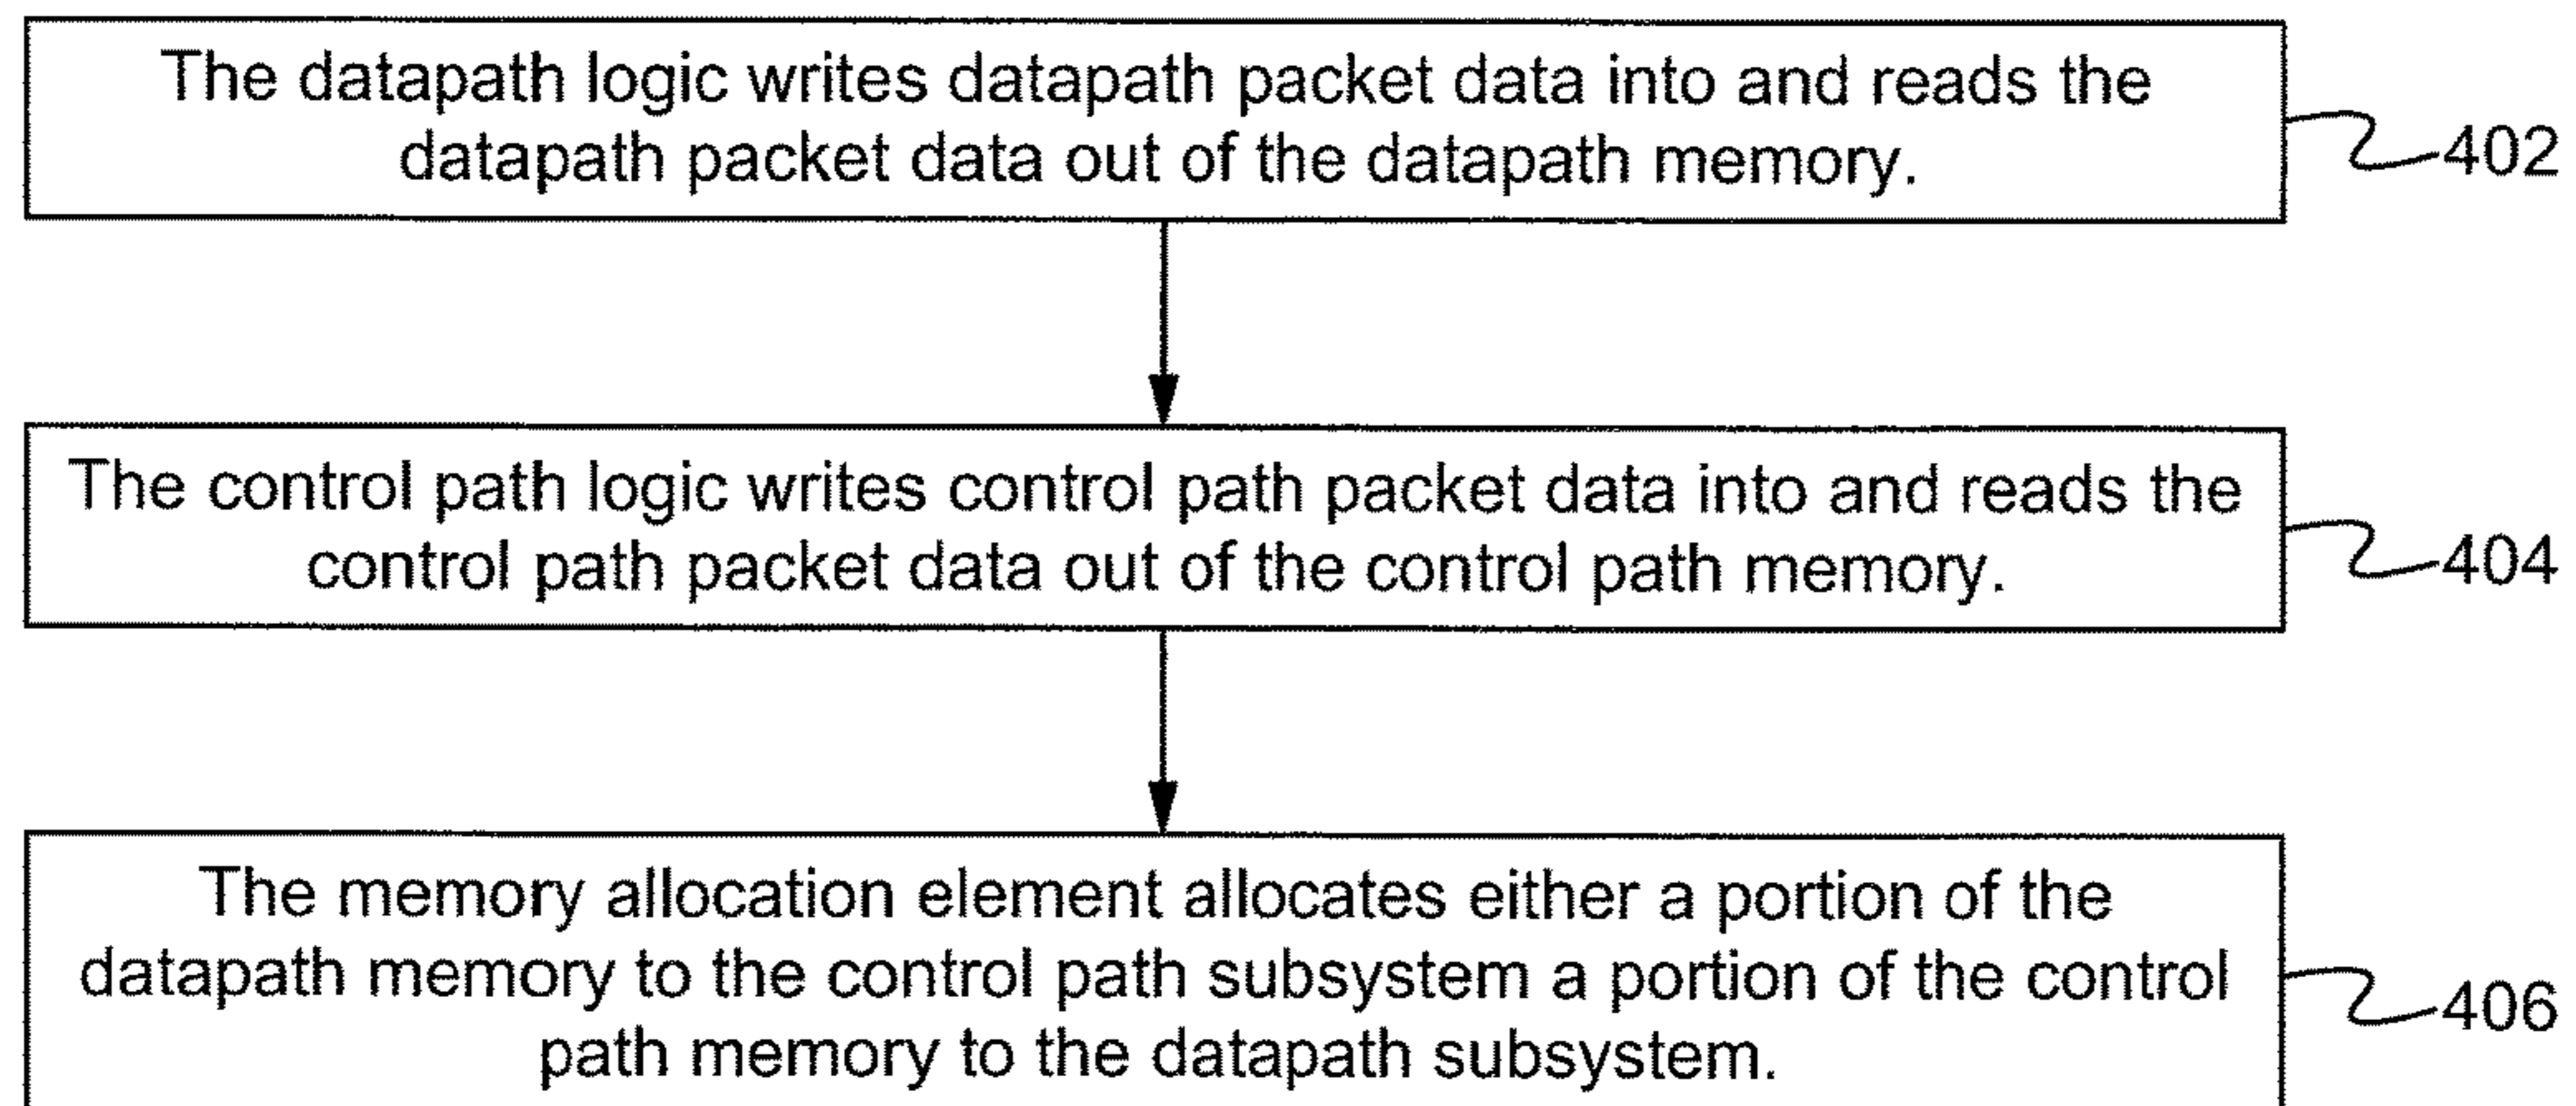 The datapath logic writes datapath packet data into and reads the
datapath packet data out of the datapath memory.
402
The control path logic writes control path packet data into and reads the
control path packet data out of the control path memory.
404
The memory allocation element allocates either a portion of the
datapath memory to the control path subsystem a portion of the control
path memory to the datapath subsystem.
406